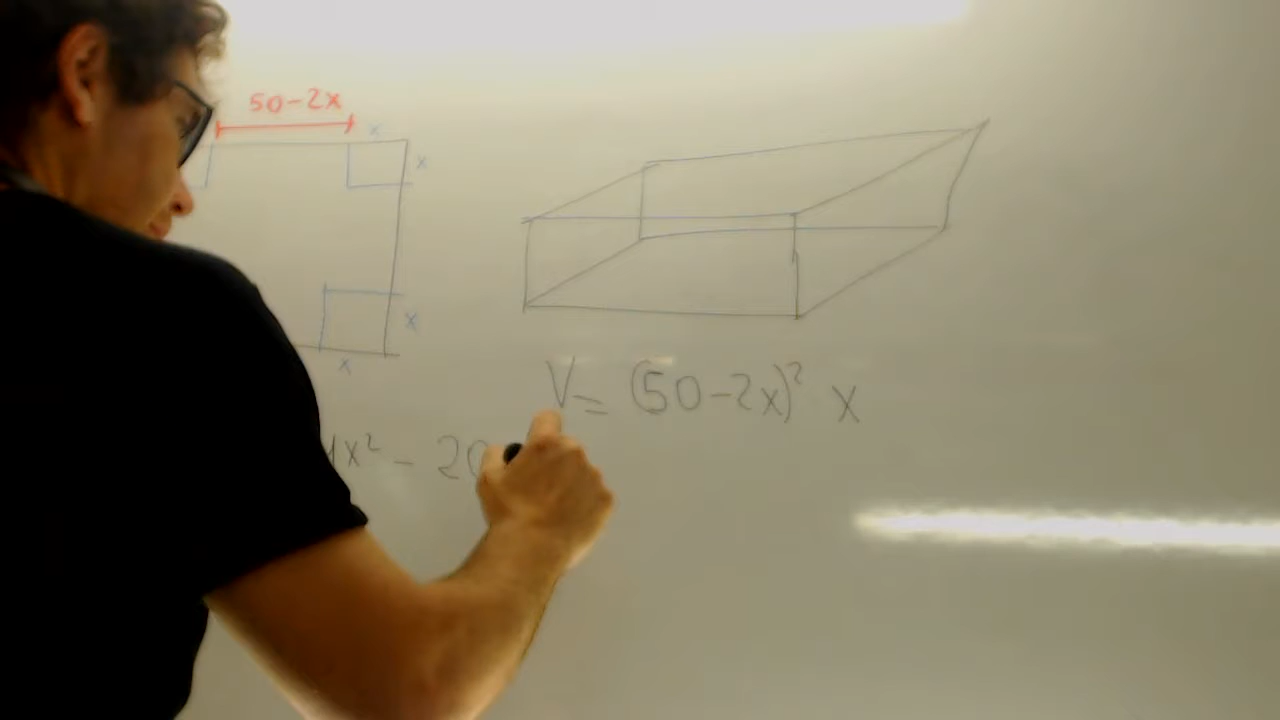 50-2x
x
x
x
x
V = (50-2x)² x
x² - 20